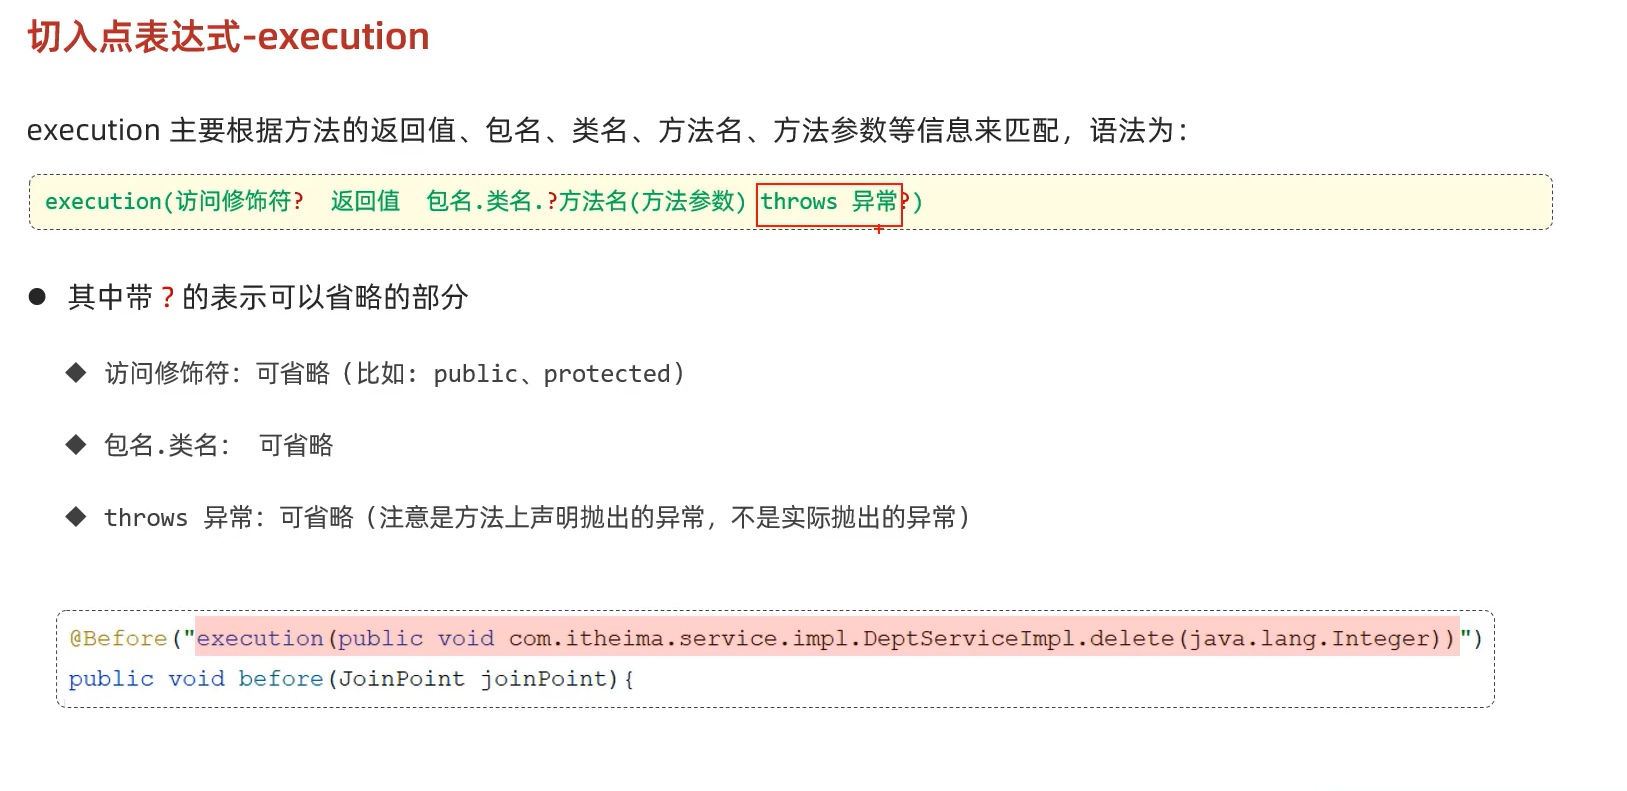 切入点表达式-execution
execution 主要根据方法的返回值、包名、类名、方法名、方法参数等信息来匹配，语法为：
execution(访问修饰符?  返回值  包名.类名.?方法名(方法参数) throws 异常?)
● 其中带 ? 的表示可以省略的部分
◆ 访问修饰符：可省略（比如: public、protected）
◆ 包名.类名： 可省略
◆ throws 异常：可省略（注意是方法上声明抛出的异常，不是实际抛出的异常）
@Before("execution(public void com.itheima.service.impl.DeptServiceImpl.delete(java.lang.Integer))")
public void before(JoinPoint joinPoint){